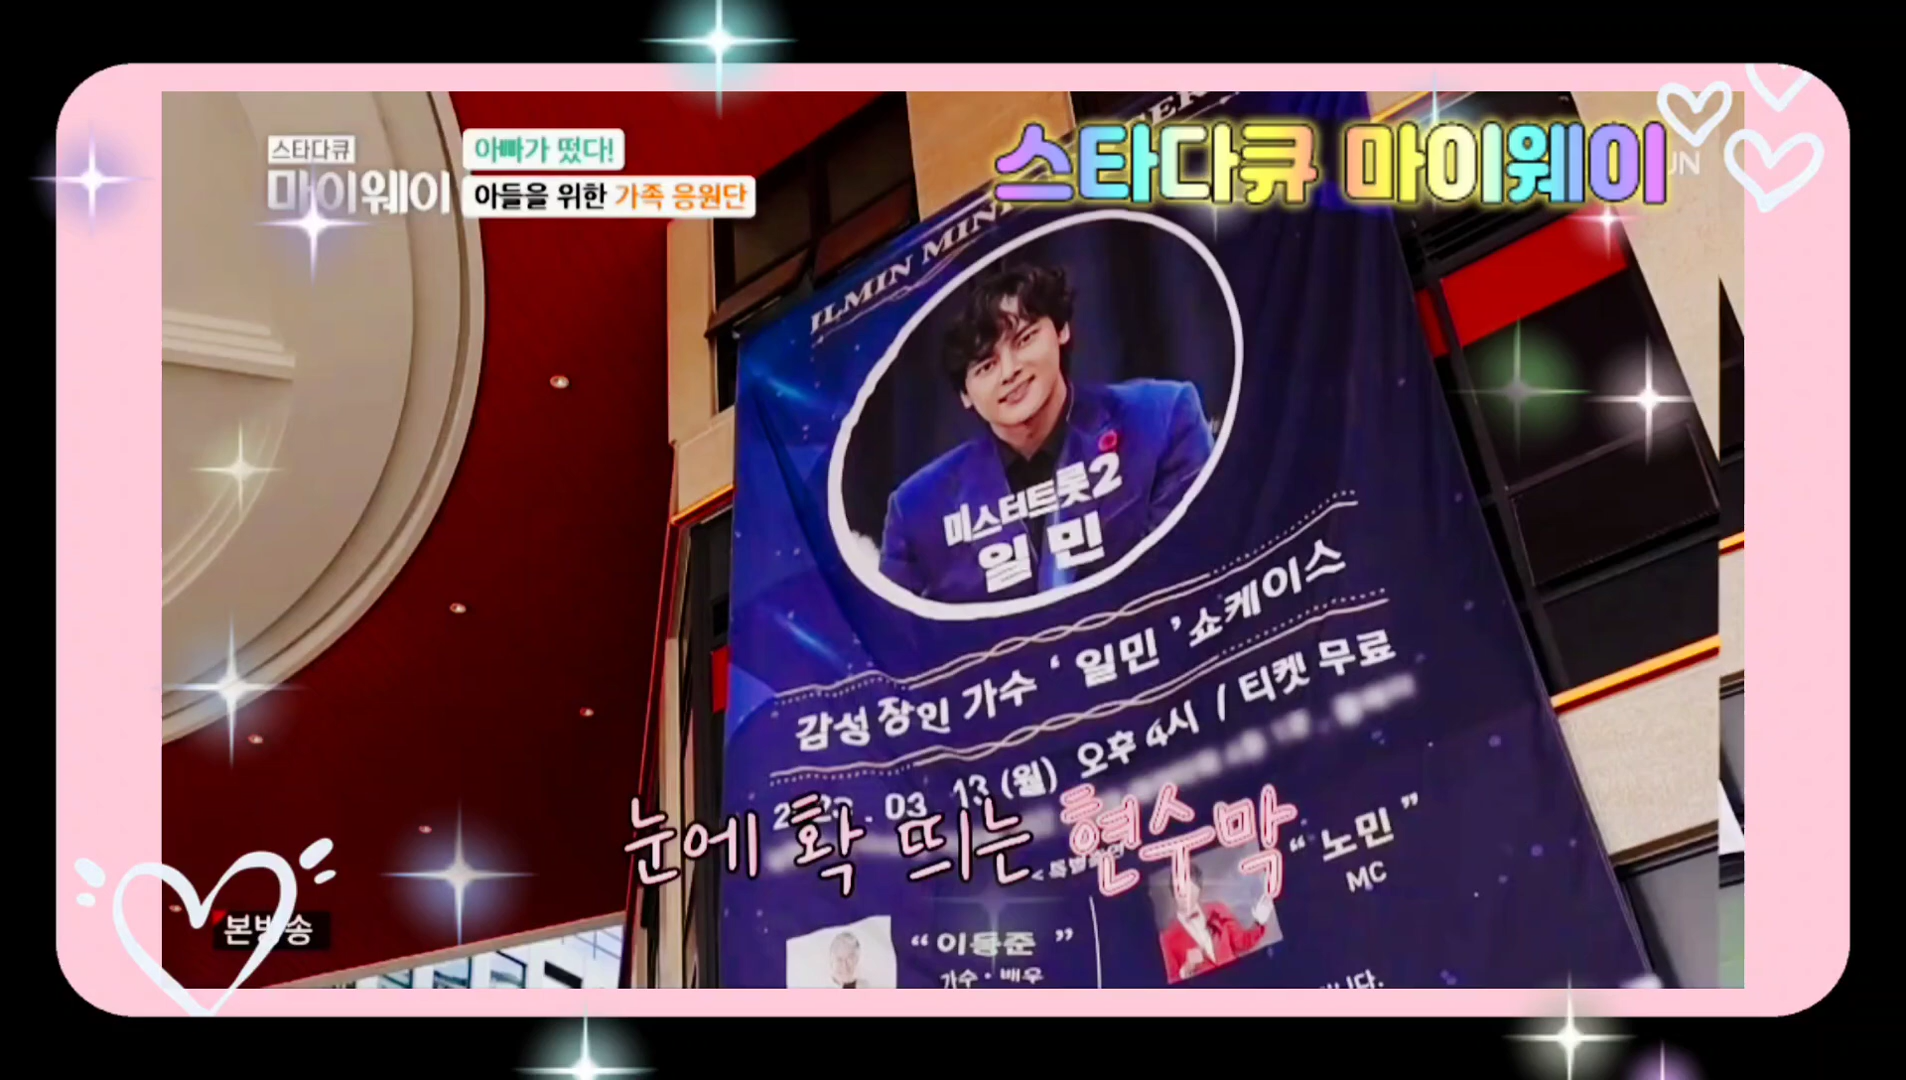 스타다큐
마이웨이
아빠가 떴다!
아들을 위한 가족 응원단
스타다큐 마이웨이
ILMIN MINI
미스터트롯2
일민
감성장인 가수 ‘일민’ 쇼케이스
03 13 (월) 오후 4시 / 티켓 무료
눈에 확 띄는 현수막
“노민”
MC
“이동준”
가수·배우
본방송